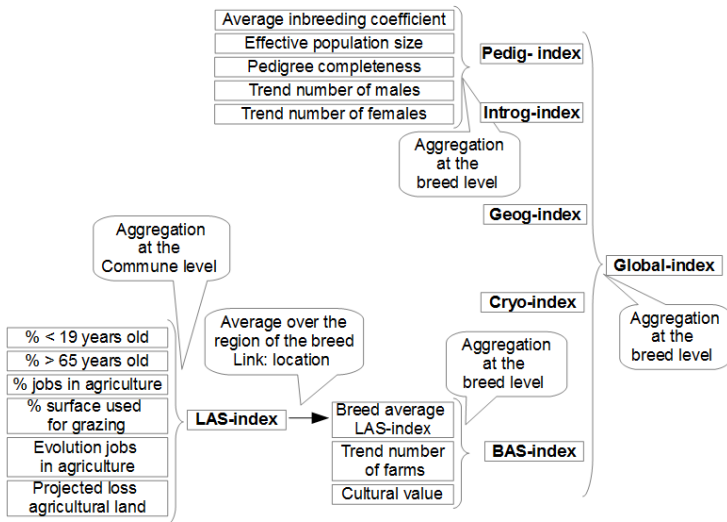 Average inbreeding coefficient
Effective population size
Pedigree completeness
Trend number of males
Trend number of females
Pedig- index
Introg-index
Aggregation
at the
breed level
Geog-index
Cryo-index
Global-index
Aggregation
at the
breed level
Aggregation
at the
Commune level
% < 19 years old
% > 65 years old
% jobs in agriculture
% surface used
for grazing
Evolution jobs
in agriculture
Projected loss
agricultural land
LAS-index
Average over the
region of the breed
Link: location
Aggregation
at the
breed level
Breed average
LAS-index
Trend number
of farms
Cultural value
BAS-index